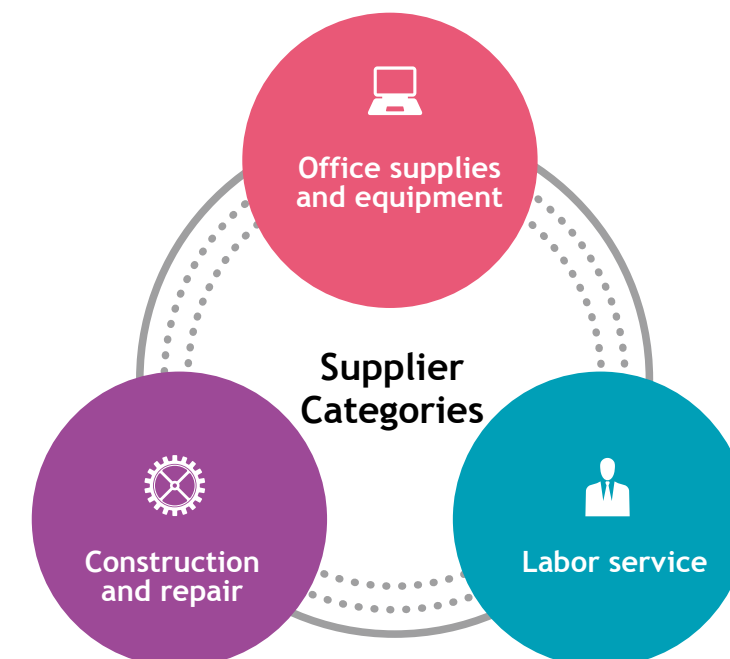 Office supplies
and equipment
Supplier
Categories
Construction
and repair
Labor service